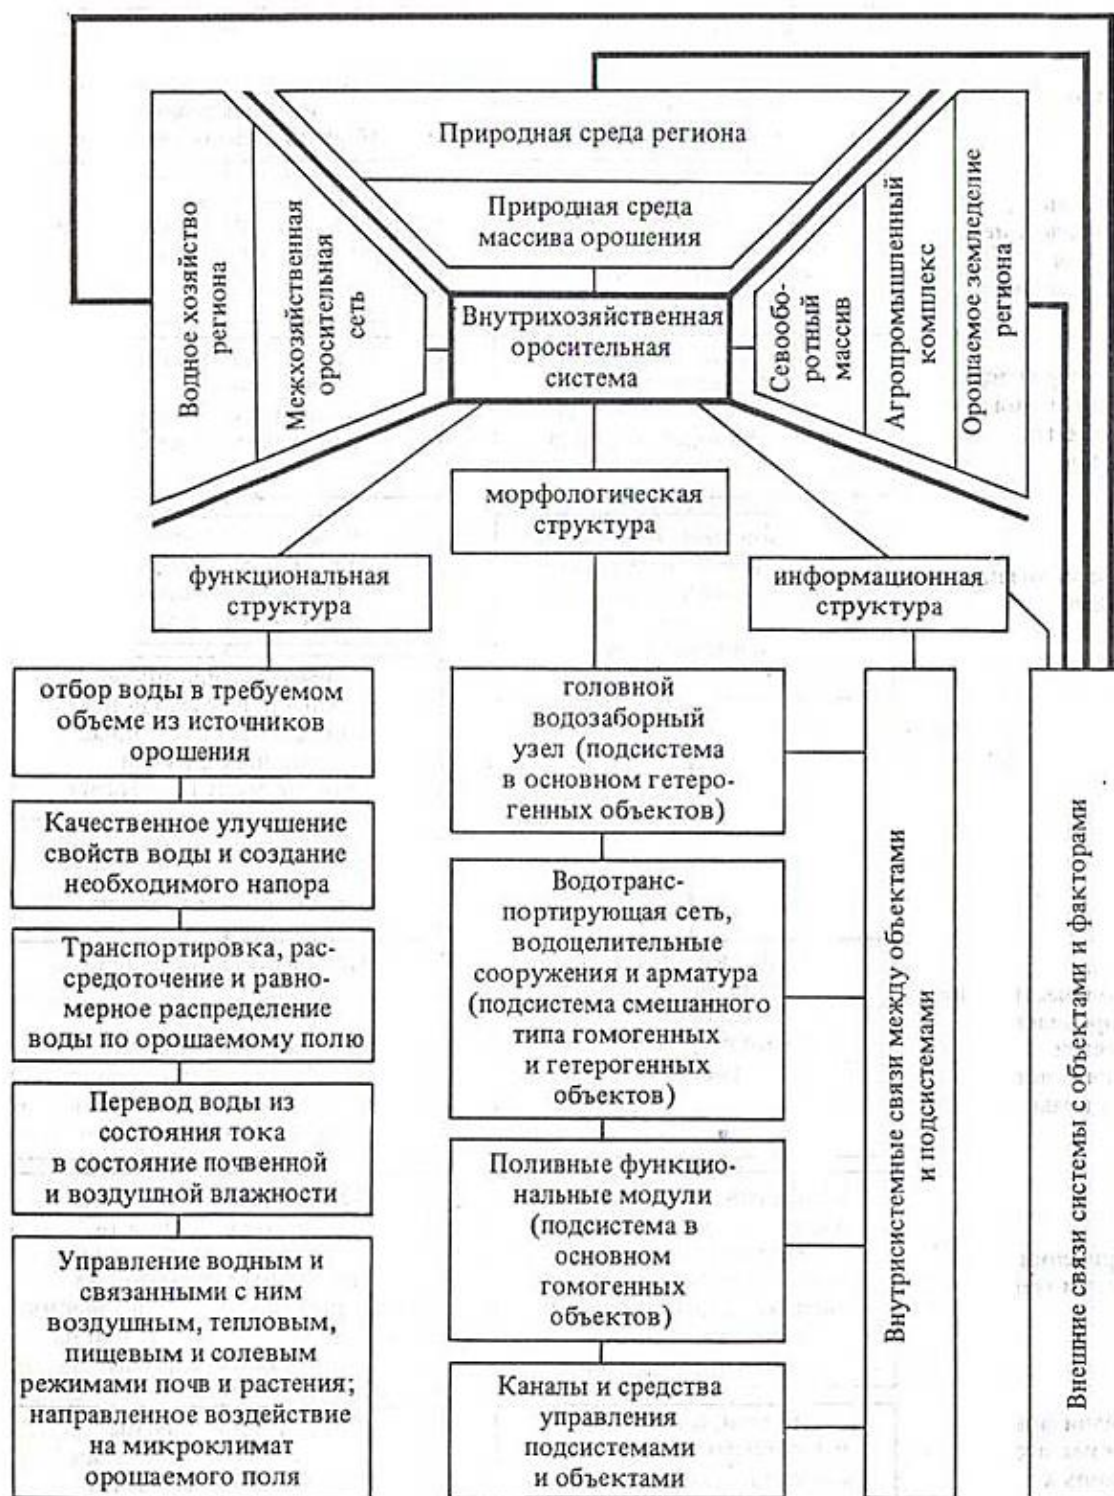 Природная среда региона
Природная среда
массива орошения
Водное хозяйство
региона
Межхозяйственная
оросительная
сеть
Внутрихозяйственная
оросительная
система
Севообо-
ротный
массив
Агропромышленный
комплекс
Орошаемое земледелие
региона
морфологическая
структура
функциональная
структура
информационная
структура
отбор воды в требуемом
объеме из источников
орошения
Качественное улучшение
свойств воды и создание
необходимого напора
Транспортировка, рас-
средоточение и равно-
мерное распределение
воды по орошаемому полю
Перевод воды из
состояния тока
в состояние почвенной
и воздушной влажности
Управление водным и
связанными с ним
воздушным, тепловым,
пищевым и солевым
режимами почв и растения;
направленное воздействие
на микроклимат
орошаемого поля
головной
водозаборный
узел (подсистема
в основном гетеро-
генных объектов)
Водотранс-
портирующая сеть,
водоцелительные
сооружения и арматура
(подсистема смешанного
типа гомогенных
и гетерогенных
объектов)
Поливные функцио-
нальные модули
(подсистема в
основном
гомогенных
объектов)
Каналы и средства
управления
подсистемами
и объектами
Внутрисистемные связи между объектами
и подсистемами
Внешние связи системы с объектами и факторами